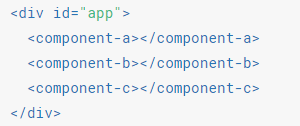 <div id="app">
  <component-a></component-a>
  <component-b></component-b>
  <component-c></component-c>
</div>